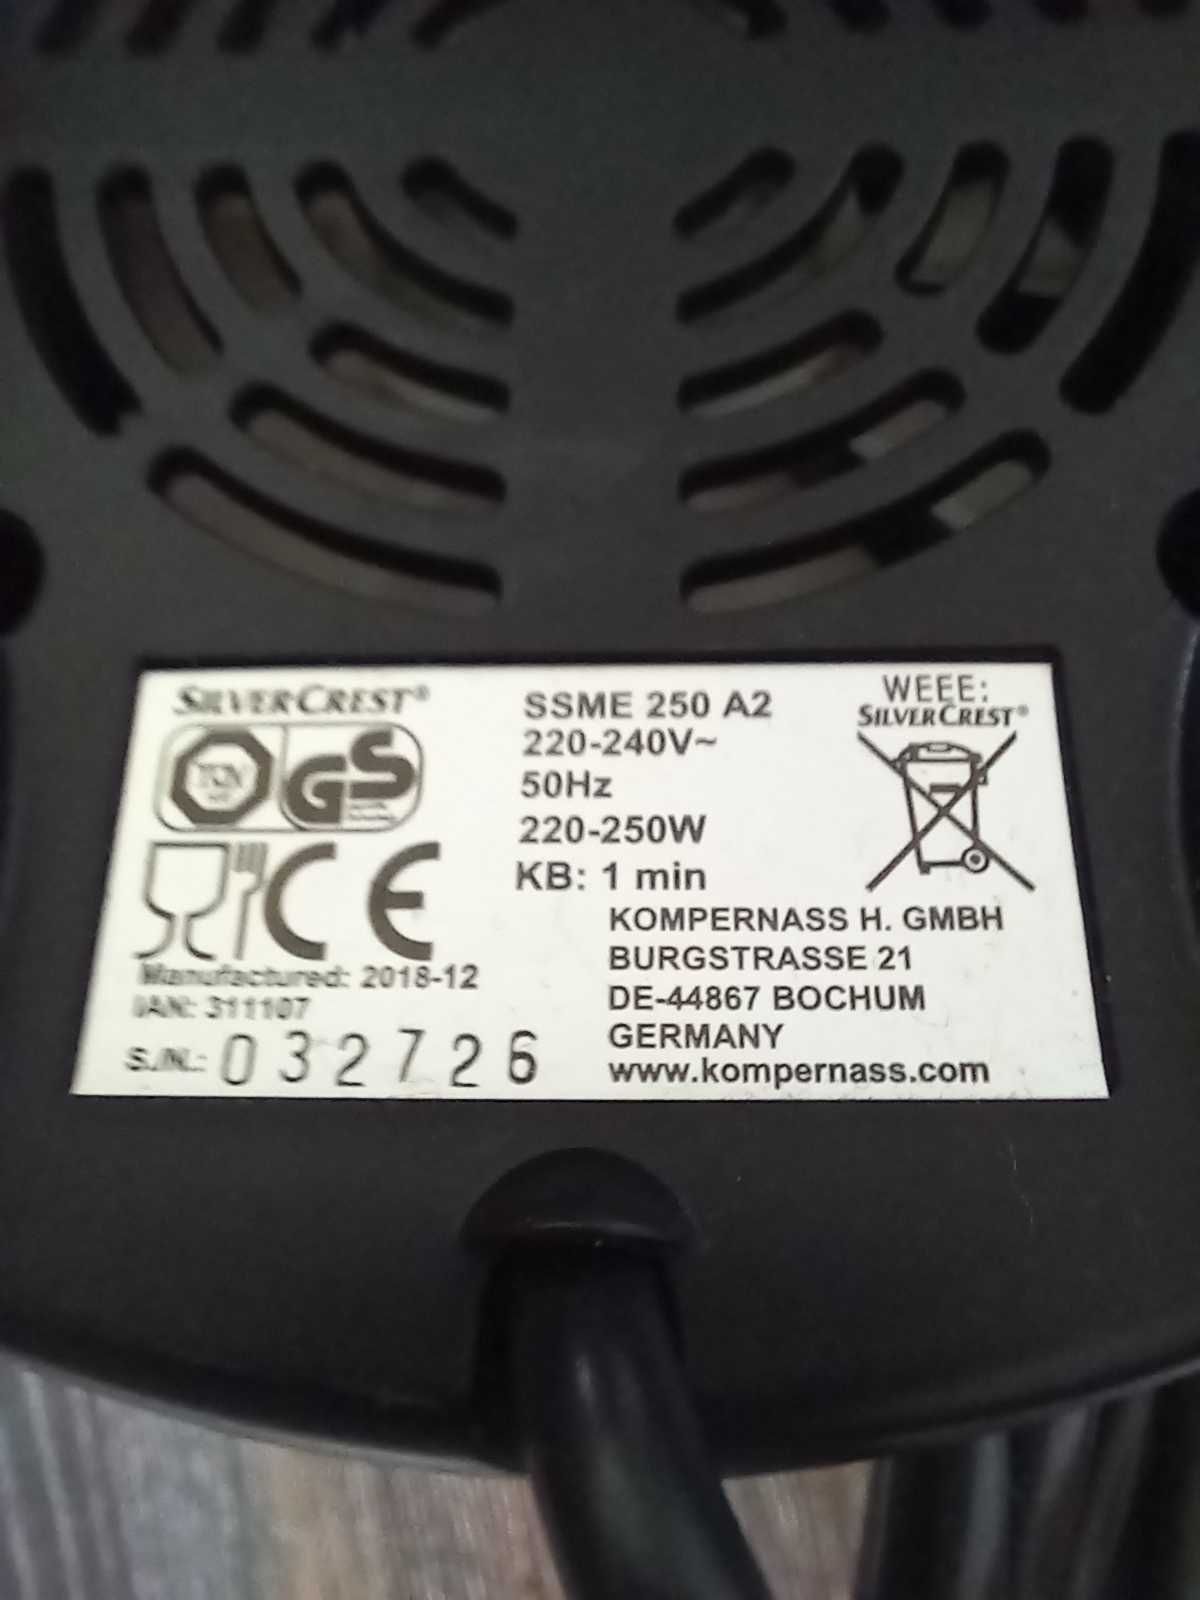 SILVERCREST®
GS
CE
Manufactured: 2018-12
IAN: 311107
S./N.: 032726
SSME 250 A2
220-240V~
50Hz
220-250W
KB: 1 min
WEEE:
SILVERCREST®
KOMPERNASS H. GMBH
BURGSTRASSE 21
DE-44867 BOCHUM
GERMANY
www.kompernass.com